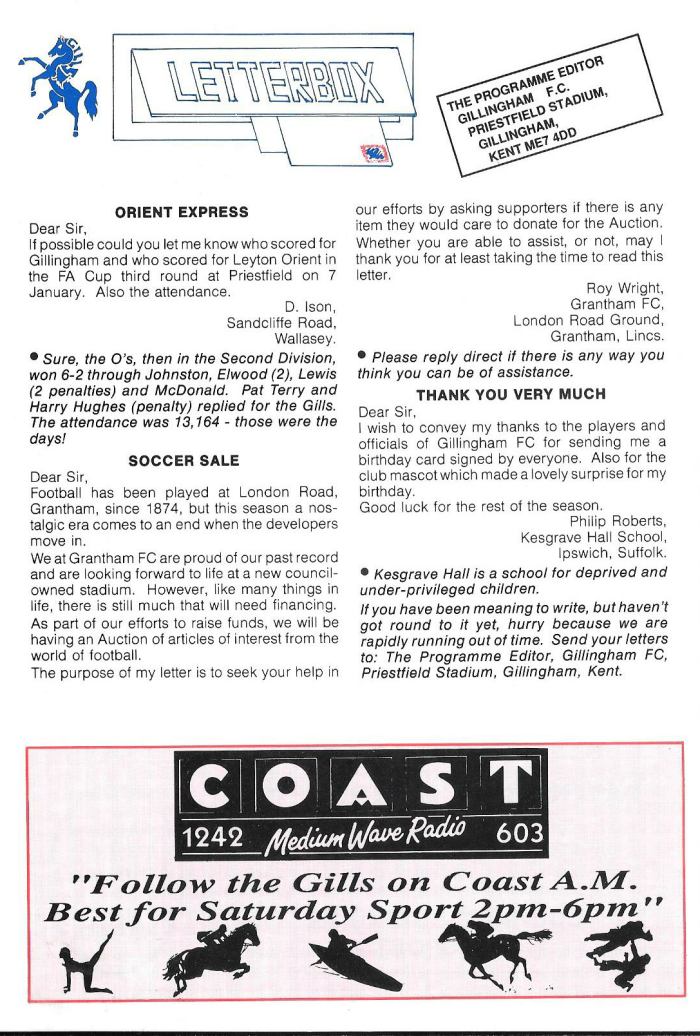 LETTERBOX
THE PROGRAMME EDITOR
GILLINGHAM F.C.
PRIESTFIELD STADIUM,
GILLINGHAM,
KENT ME7 4DD
ORIENT EXPRESS
Dear Sir,
If possible could you let me know who scored for
Gillingham and who scored for Leyton Orient in
the FA Cup third round at Priestfield on 7
January. Also the attendance.
D. Ison,
Sandcliffe Road,
Wallasey.
• Sure, the O's, then in the Second Division,
won 6-2 through Johnston, Elwood (2), Lewis
(2 penalties) and McDonald. Pat Terry and
Harry Hughes (penalty) replied for the Gills.
The attendance was 13,164 - those were the
days!
SOCCER SALE
Dear Sir,
Football has been played at London Road,
Grantham, since 1874, but this season a nos-
talgic era comes to an end when the developers
move in.
We at Grantham FC are proud of our past record
and are looking forward to life at a new council-
owned stadium. However, like many things in
life, there is still much that will need financing.
As part of our efforts to raise funds, we will be
having an Auction of articles of interest from the
world of football.
The purpose of my letter is to seek your help in
our efforts by asking supporters if there is any
item they would care to donate for the Auction.
Whether you are able to assist, or not, may I
thank you for at least taking the time to read this
letter.
Roy Wright,
Grantham FC,
London Road Ground,
Grantham, Lincs.
• Please reply direct if there is any way you
think you can be of assistance.
THANK YOU VERY MUCH
Dear Sir,
I wish to convey my thanks to the players and
officials of Gillingham FC for sending me a
birthday card signed by everyone. Also for the
club mascot which made a lovely surprise for my
birthday.
Good luck for the rest of the season.
Philip Roberts,
Kesgrave Hall School,
Ipswich, Suffolk.
• Kesgrave Hall is a school for deprived and
under-privileged children.
If you have been meaning to write, but haven't
got round to it yet, hurry because we are
rapidly running out of time. Send your letters
to: The Programme Editor, Gillingham FC,
Priestfield Stadium, Gillingham, Kent.
COAST
1242 Medium Wave Radio 603
"Follow the Gills on Coast A.M.
Best for Saturday Sport 2pm-6pm"